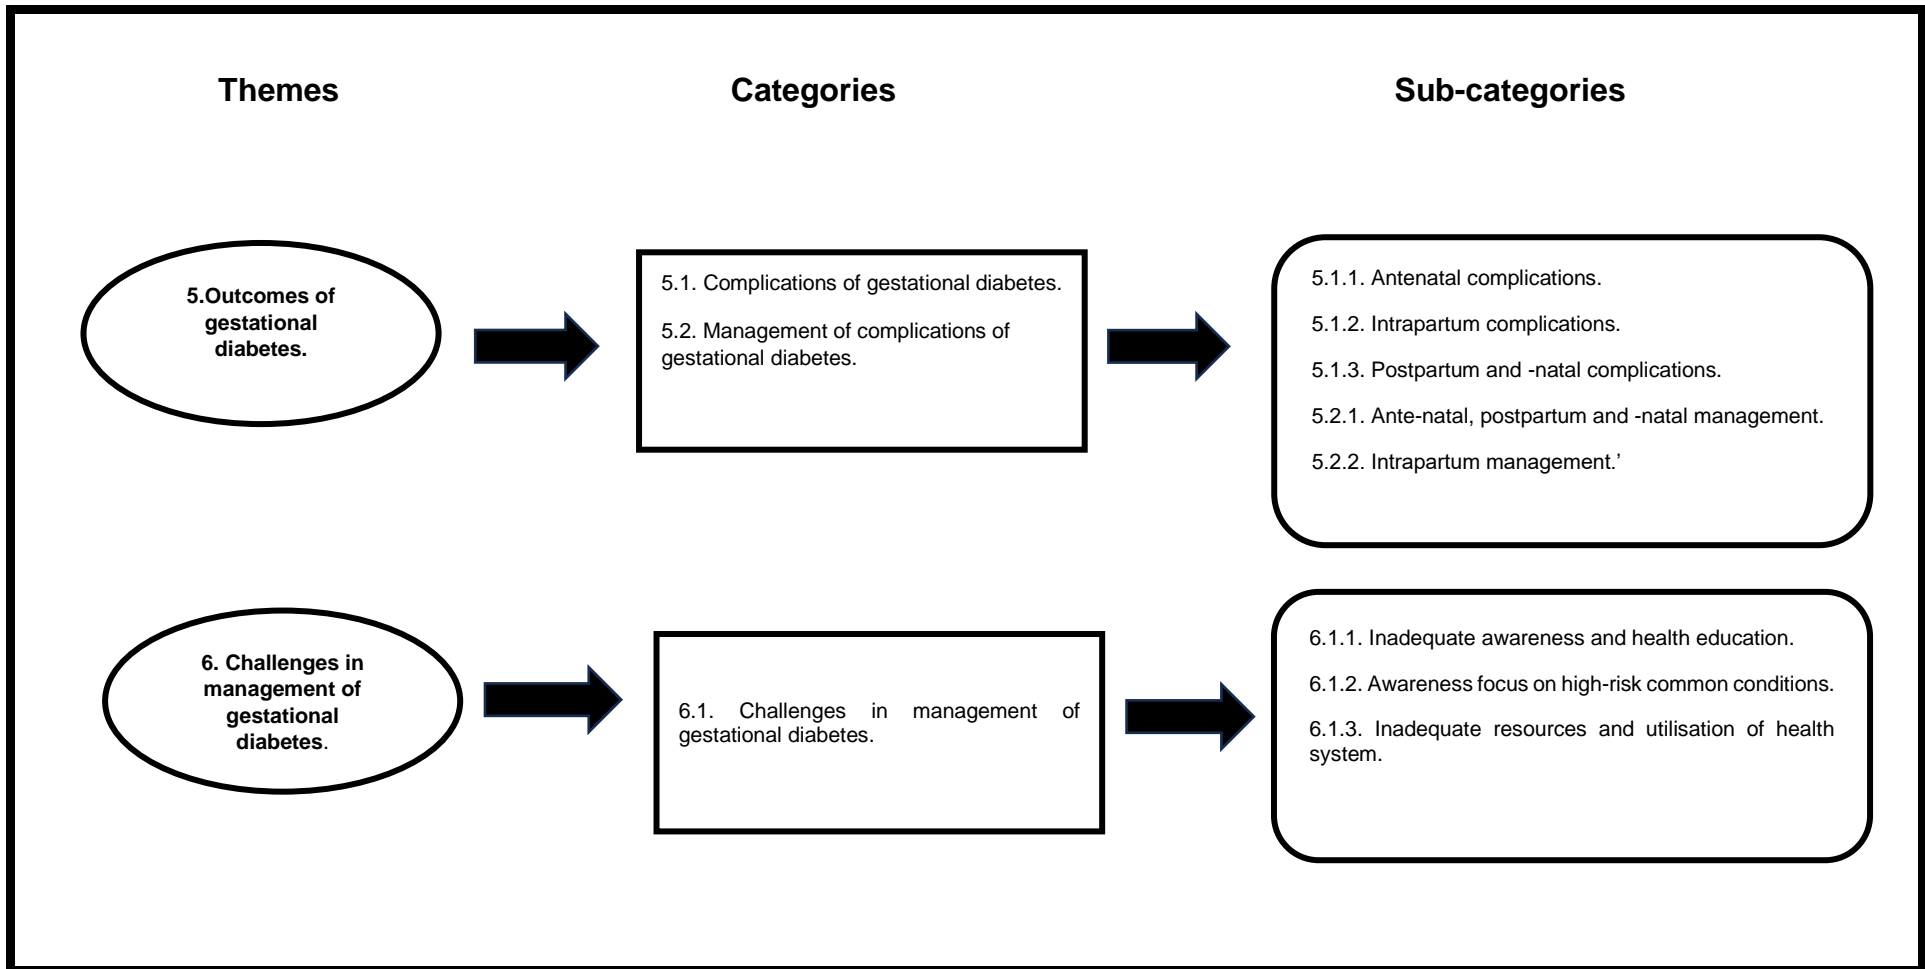 Themes
Categories
Sub-categories
5.Outcomes of
gestational
diabetes.
5.1. Complications of gestational diabetes.
5.2. Management of complications of
gestational diabetes.
5.1.1. Antenatal complications.
5.1.2. Intrapartum complications.
5.1.3. Postpartum and -natal complications.
5.2.1. Ante-natal, postpartum and -natal management.
5.2.2. Intrapartum management.’
6. Challenges in
management of
gestational
diabetes.
6.1. Challenges in management of
gestational diabetes.
6.1.1. Inadequate awareness and health education.
6.1.2. Awareness focus on high-risk common conditions.
6.1.3. Inadequate resources and utilisation of health
system.